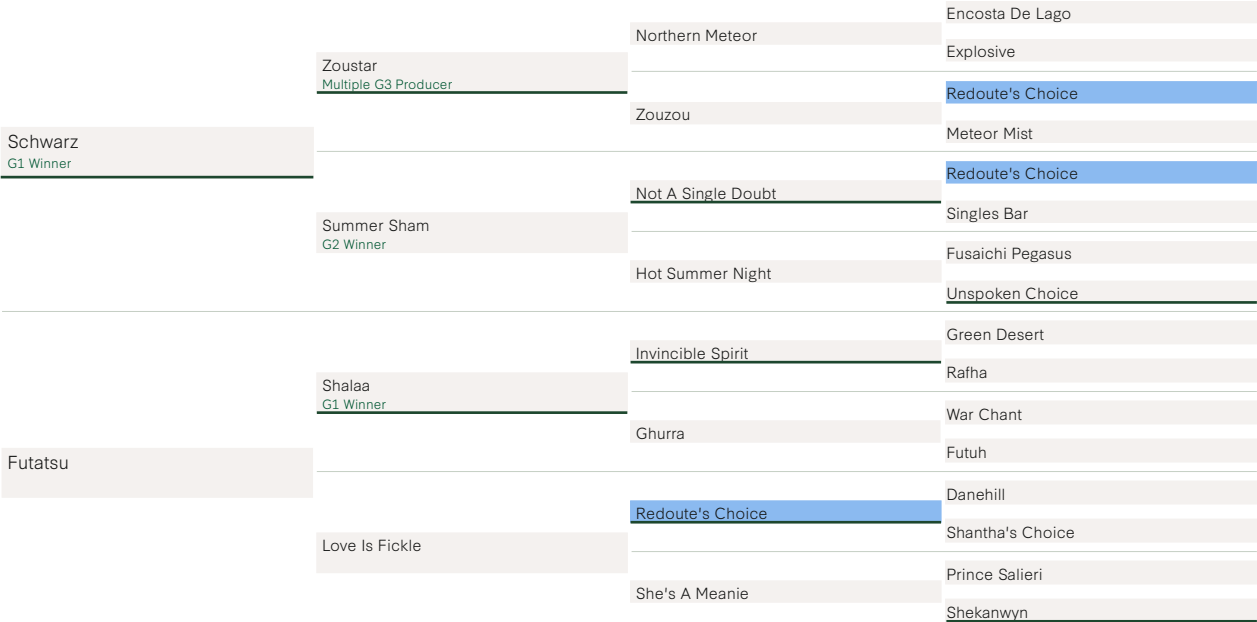 Schwarz
G1 Winner
Futatsu
Zoustar
Multiple G3 Producer
Summer Sham
G2 Winner
Shalaa
G1 Winner
Love Is Fickle
Northern Meteor
Zouzou
Not A Single Doubt
Hot Summer Night
Invincible Spirit
Ghurra
Redoute's Choice
She's A Meanie
Encosta De Lago
Explosive
Redoute's Choice
Meteor Mist
Redoute's Choice
Singles Bar
Fusaichi Pegasus
Unspoken Choice
Green Desert
Rafha
War Chant
Futuh
Danehill
Shantha's Choice
Prince Salieri
Shekanwyn